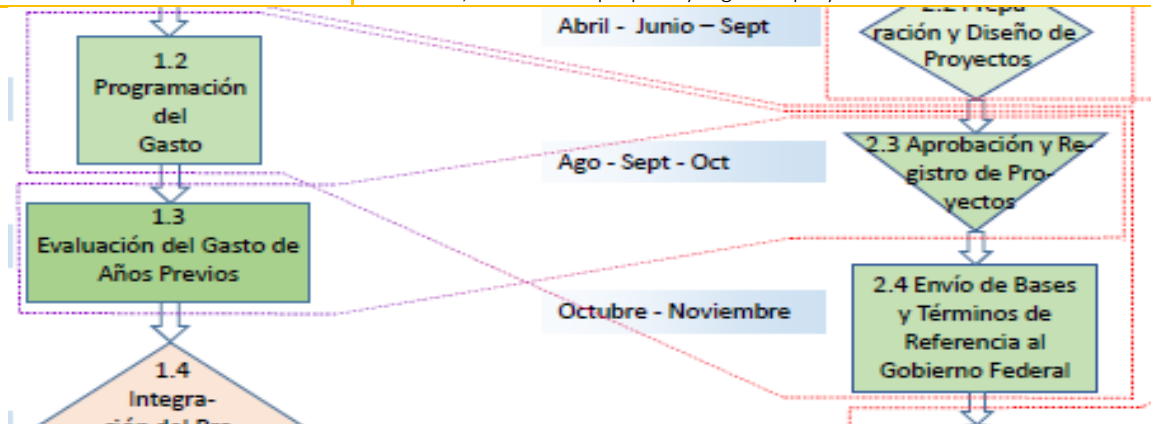 1.2
Programación
del
Gasto
1.3
Evaluación del Gasto de
Años Previos
1.4
Integra-
Abril - Junio – Sept
Ago - Sept - Oct
Octubre - Noviembre
ración y Diseño de
Proyectos
2.3 Aprobación y Re-
gistro de Pro-
yectos
2.4 Envío de Bases
y Términos de
Referencia al
Gobierno Federal